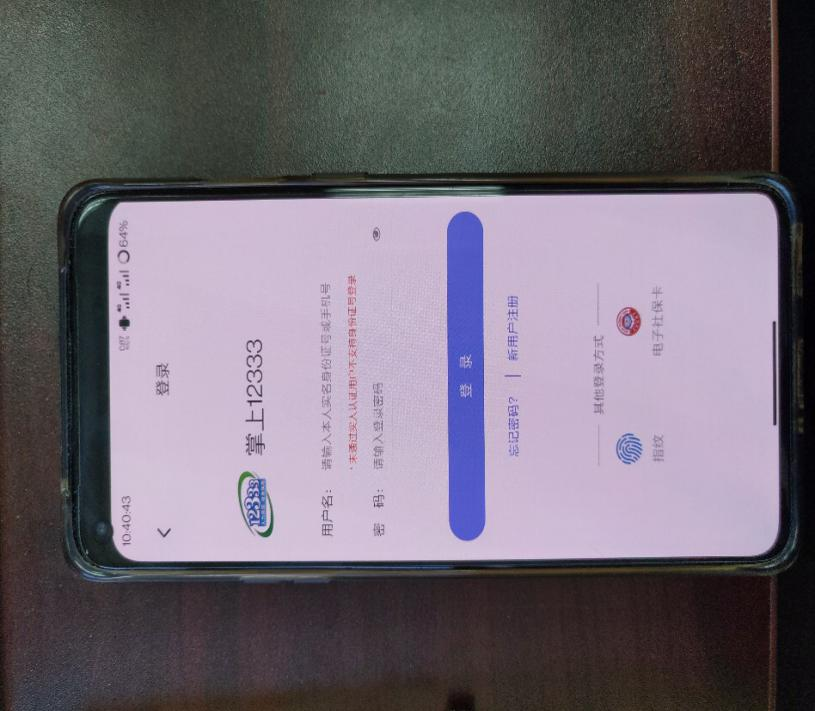 10:40:43
4G 4G 64%
登录
12333
掌上12333
用户名： 请输入本人实名身份证号或手机号
*未通过实人认证用户不支持身份证号登录
密 码： 请输入登录密码
登 录
忘记密码？ | 新用户注册
其他登录方式
指纹 电子社保卡